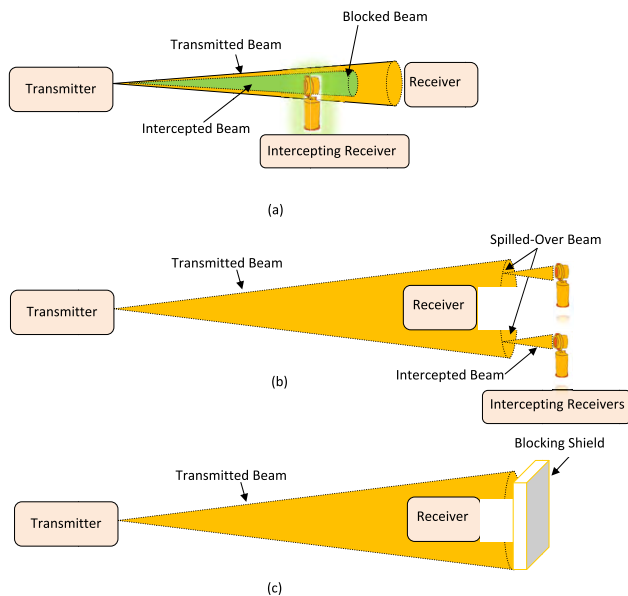 Blocked Beam
Transmitted Beam
Transmitter
Receiver
Intercepted Beam
Intercepting Receiver
(a)
Spilled-Over Beam
Transmitted Beam
Transmitter
Receiver
Intercepted Beam
(b)
Intercepting Receivers
Blocking Shield
Transmitted Beam
Transmitter
Receiver
(c)